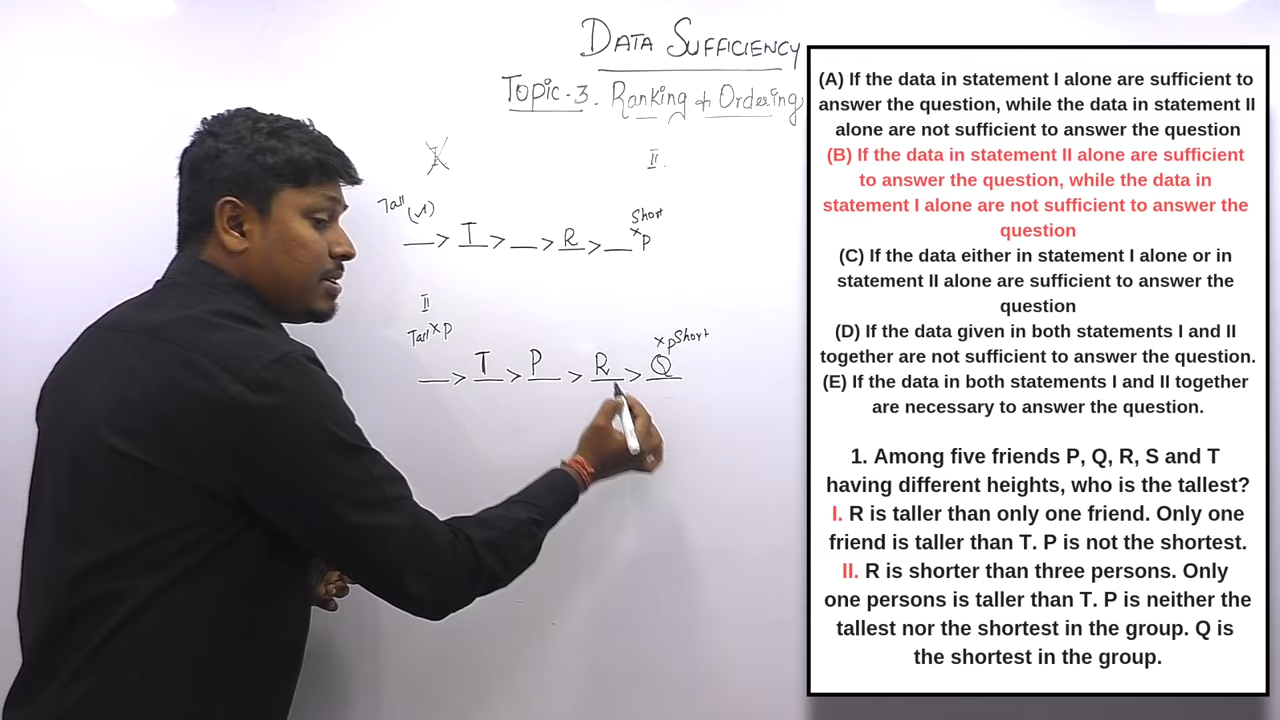 DATA SUFFICIENCY
Topic-3. Ranking & Ordering
I II.
Tall (✓) Short
__ > T > __ > R > __ xP
II
Tall xP xP Short
__ > T > P > R > Q
(A) If the data in statement I alone are sufficient to
answer the question, while the data in statement II
alone are not sufficient to answer the question
(B) If the data in statement II alone are sufficient
to answer the question, while the data in
statement I alone are not sufficient to answer the
question
(C) If the data either in statement I alone or in
statement II alone are sufficient to answer the
question
(D) If the data given in both statements I and II
together are not sufficient to answer the question.
(E) If the data in both statements I and II together
are necessary to answer the question.
1. Among five friends P, Q, R, S and T
having different heights, who is the tallest?
I. R is taller than only one friend. Only one
friend is taller than T. P is not the shortest.
II. R is shorter than three persons. Only
one persons is taller than T. P is neither the
tallest nor the shortest in the group. Q is
the shortest in the group.